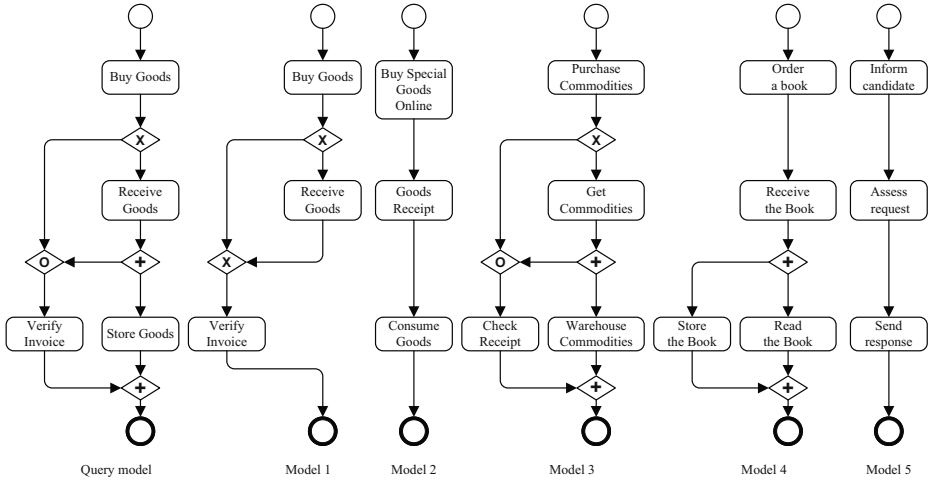 Buy Goods
X
Receive
Goods
O
+
Verify
Invoice
Store Goods
+
Query model
Buy Goods
X
Receive
Goods
X
Verify
Invoice
Model 1
Buy Special
Goods
Online
Goods
Receipt
Consume
Goods
Model 2
Purchase
Commodities
X
Get
Commodities
O
+
Check
Receipt
Warehouse
Commodities
+
Model 3
Order
a book
Receive
the Book
+
Store
the Book
Read
the Book
+
Model 4
Inform
candidate
Assess
request
Send
response
Model 5